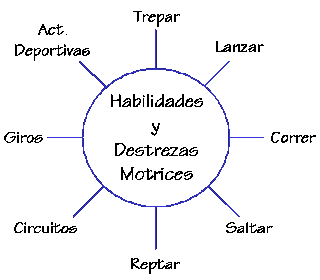 Trepar
Act.
Deportivas
Lanzar
Habilidades
y
Destrezas
Motrices
Giros
Correr
Circuitos
Saltar
Reptar